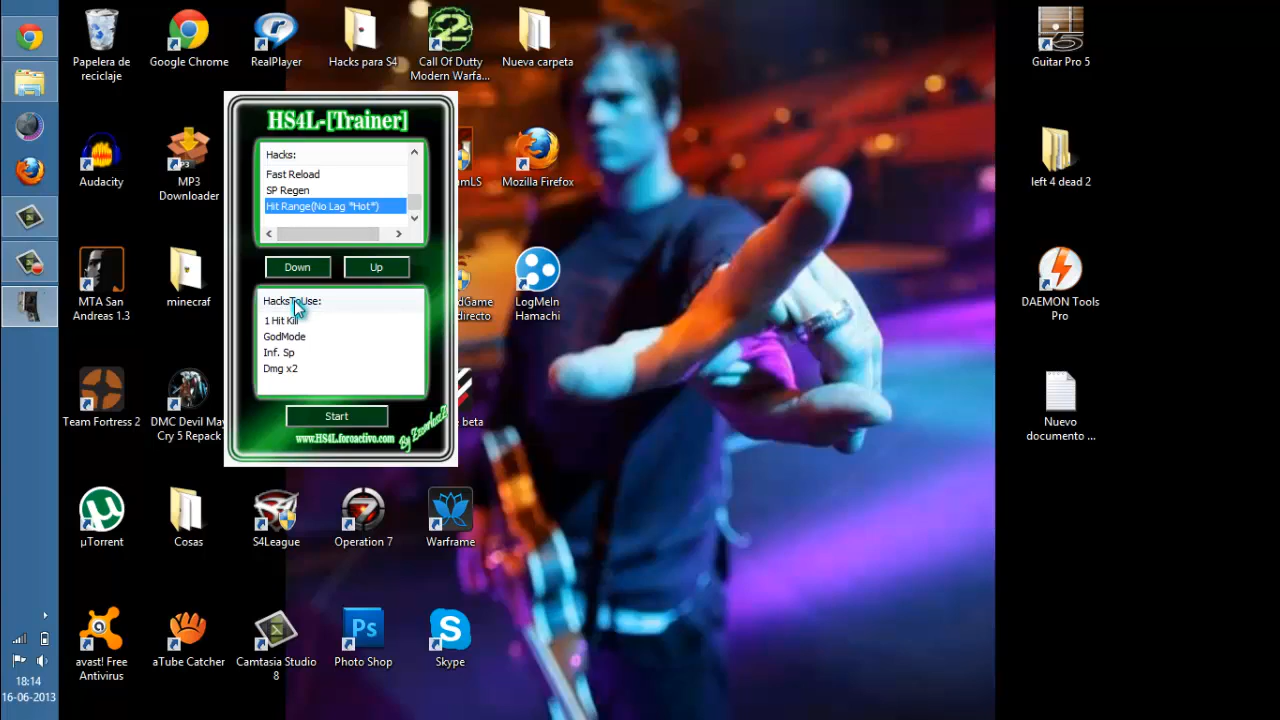 Papelera de
reciclaje
Google Chrome
RealPlayer
Hacks para S4
Call Of Dutty
Modern Warfa...
Nueva carpeta
Guitar Pro 5
HS4L-[Trainer]
Hacks:
Fast Reload
SP Regen
Hit Range(No Lag "Hot")
Down
Up
HacksToUse:
1 Hit Kill
GodMode
Inf. Sp
Dmg x2
Start
www.HS4L.foroactivo.com
Audacity
MP3
Downloader
Mozilla Firefox
left 4 dead 2
MTA San
Andreas 1.3
minecraf
directo
LogMeIn
Hamachi
DAEMON Tools
Pro
Team Fortress 2
DMC Devil May
Cry 5 Repack
beta
Nuevo
documento ...
µTorrent
Cosas
S4League
Operation 7
Warframe
avast! Free
Antivirus
aTube Catcher
Camtasia Studio
8
Ps
Photo Shop
Skype
18:14
16-06-2013